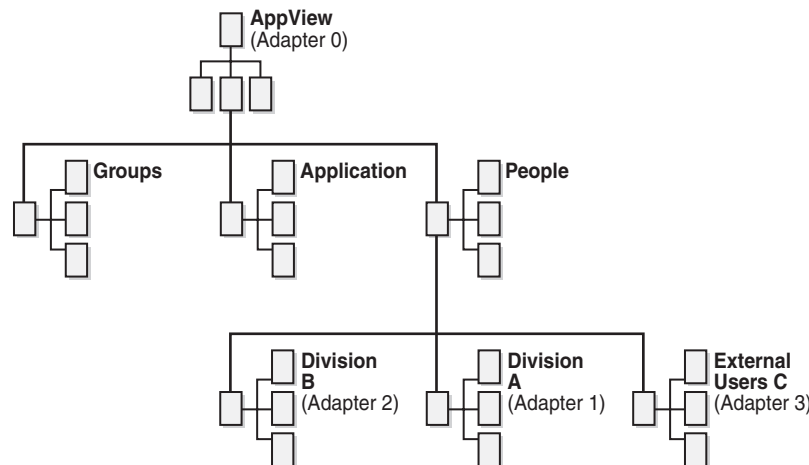 AppView
(Adapter 0)
Groups
Application
People
Division
B
(Adapter 2)
Division
A
(Adapter 1)
External
Users C
(Adapter 3)